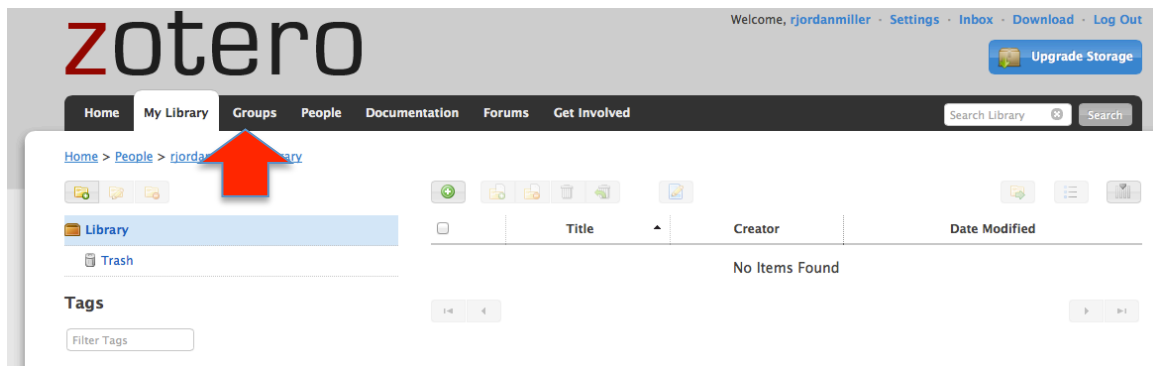 zotero
Welcome, rjordanmiller · Settings · Inbox · Download · Log Out
Upgrade Storage
Home My Library Groups People Documentation Forums Get Involved
Search Library Search
Home > People > rjordan ary
Library
Title Creator Date Modified
Trash
No Items Found
Tags
Filter Tags